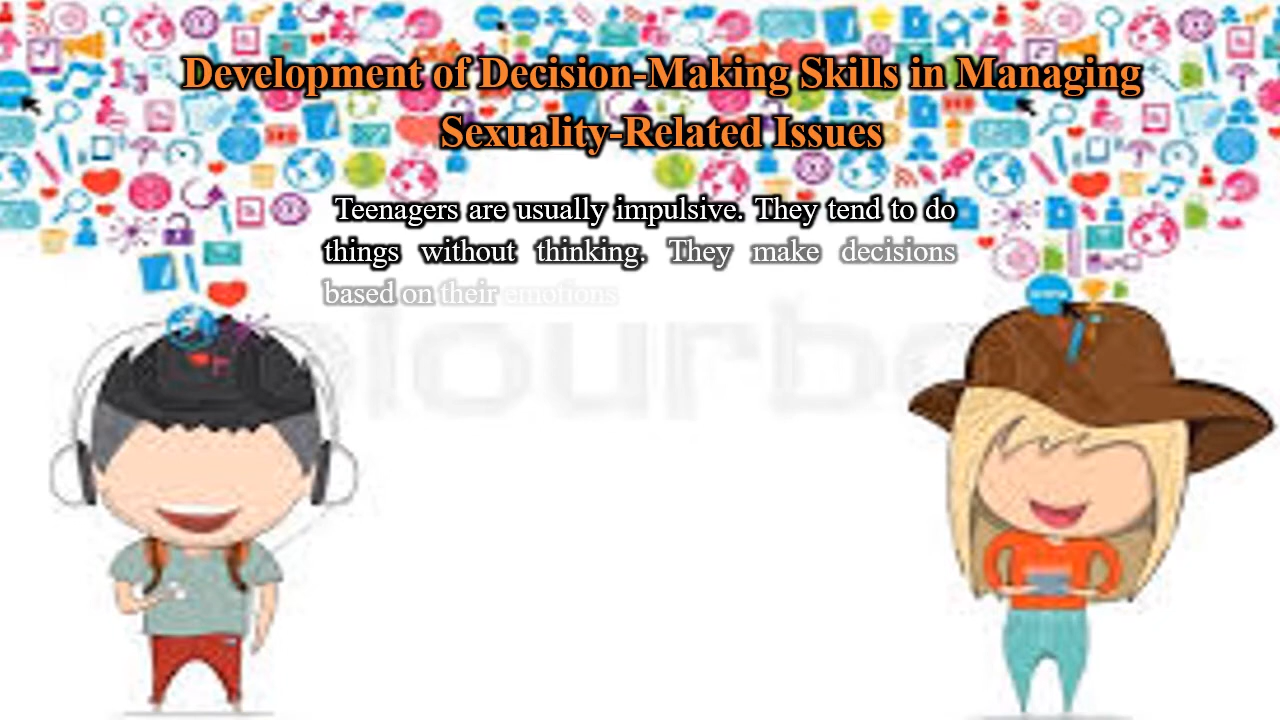 Development of Decision-Making Skills in Managing
Sexuality-Related Issues
Teenagers are usually impulsive. They tend to do
things without thinking. They make decisions
based on their emotions